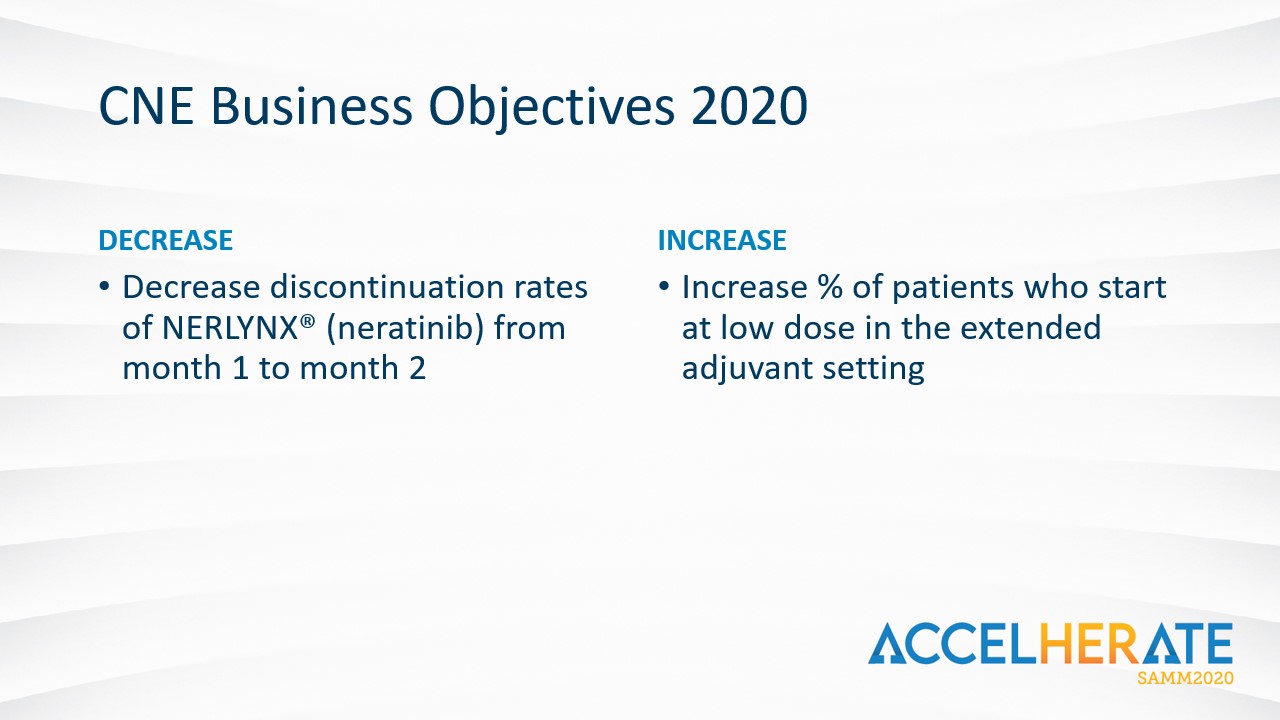 CNE Business Objectives 2020
DECREASE
• Decrease discontinuation rates
of NERLYNX® (neratinib) from
month 1 to month 2
INCREASE
• Increase % of patients who start
at low dose in the extended
adjuvant setting
ACCELHERATE
SAMM2020